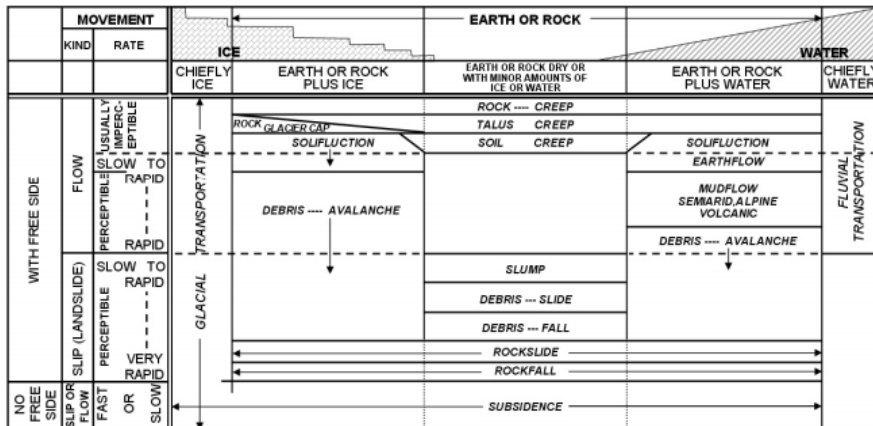 MOVEMENT
EARTH OR ROCK
KIND
RATE
ICE
WATER
CHIEFLY
ICE
EARTH OR ROCK
PLUS ICE
EARTH OR ROCK DRY OR
WITH MINOR AMOUNTS OF
ICE OR WATER
EARTH OR ROCK
PLUS WATER
CHIEFLY
WATER
WITH FREE SIDE
FLOW
USUALLY
IMPERC-
EPTIBLE
ROCK ---- CREEP
ROCK GLACIER CAP
TALUS CREEP
SOLIFLUCTION
SOIL CREEP
SOLIFLUCTION
SLOW TO
RAPID
PERCEPTIBLE
RAPID
EARTHFLOW
MUDFLOW
SEMIARID,ALPINE
VOLCANIC
DEBRIS ---- AVALANCHE
DEBRIS ---- AVALANCHE
GLACIAL TRANSPORTATION
FLUVIAL
TRANSPORTATION
SLIP (LANDSLIDE)
SLOW TO
RAPID
PERCEPTIBLE
VERY
RAPID
SLUMP
DEBRIS --- SLIDE
DEBRIS --- FALL
ROCKSLIDE
ROCKFALL
NO
FREE
SIDE
SLIP OR
FLOW
FAST
OR
SLOW
SUBSIDENCE